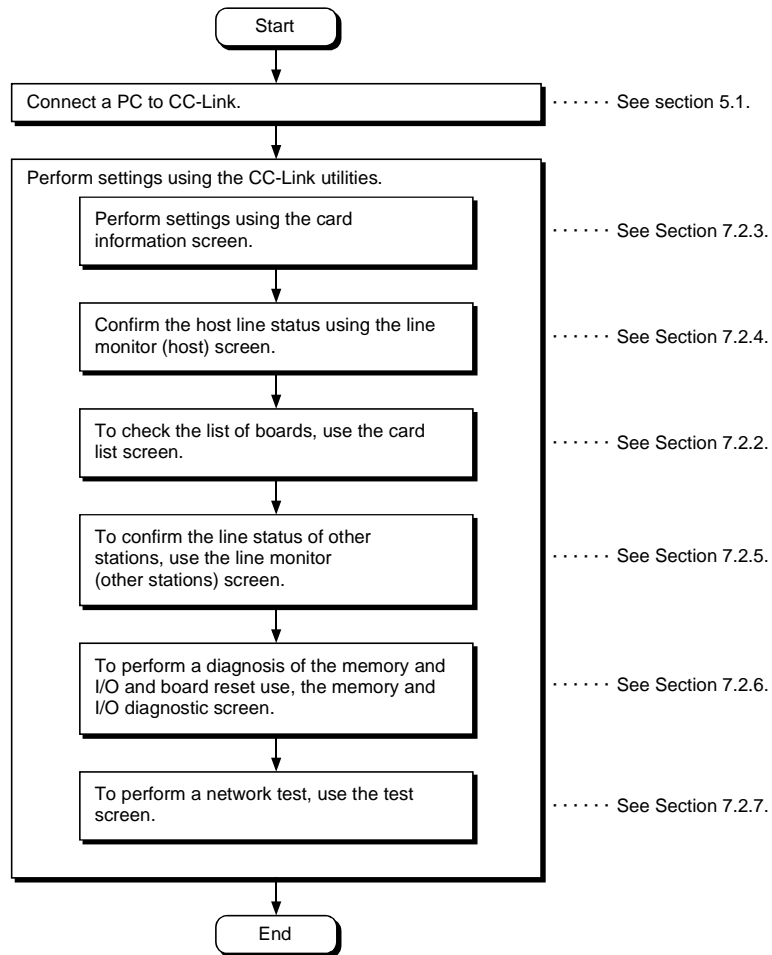 Start
Connect a PC to CC-Link.
······ See section 5.1.
Perform settings using the CC-Link utilities.
Perform settings using the card
information screen.
······ See Section 7.2.3.
Confirm the host line status using the line
monitor (host) screen.
······ See Section 7.2.4.
To check the list of boards, use the card
list screen.
······ See Section 7.2.2.
To confirm the line status of other
stations, use the line monitor
(other stations) screen.
······ See Section 7.2.5.
To perform a diagnosis of the memory and
I/O and board reset use, the memory and
I/O diagnostic screen.
······ See Section 7.2.6.
To perform a network test, use the test
screen.
······ See Section 7.2.7.
End